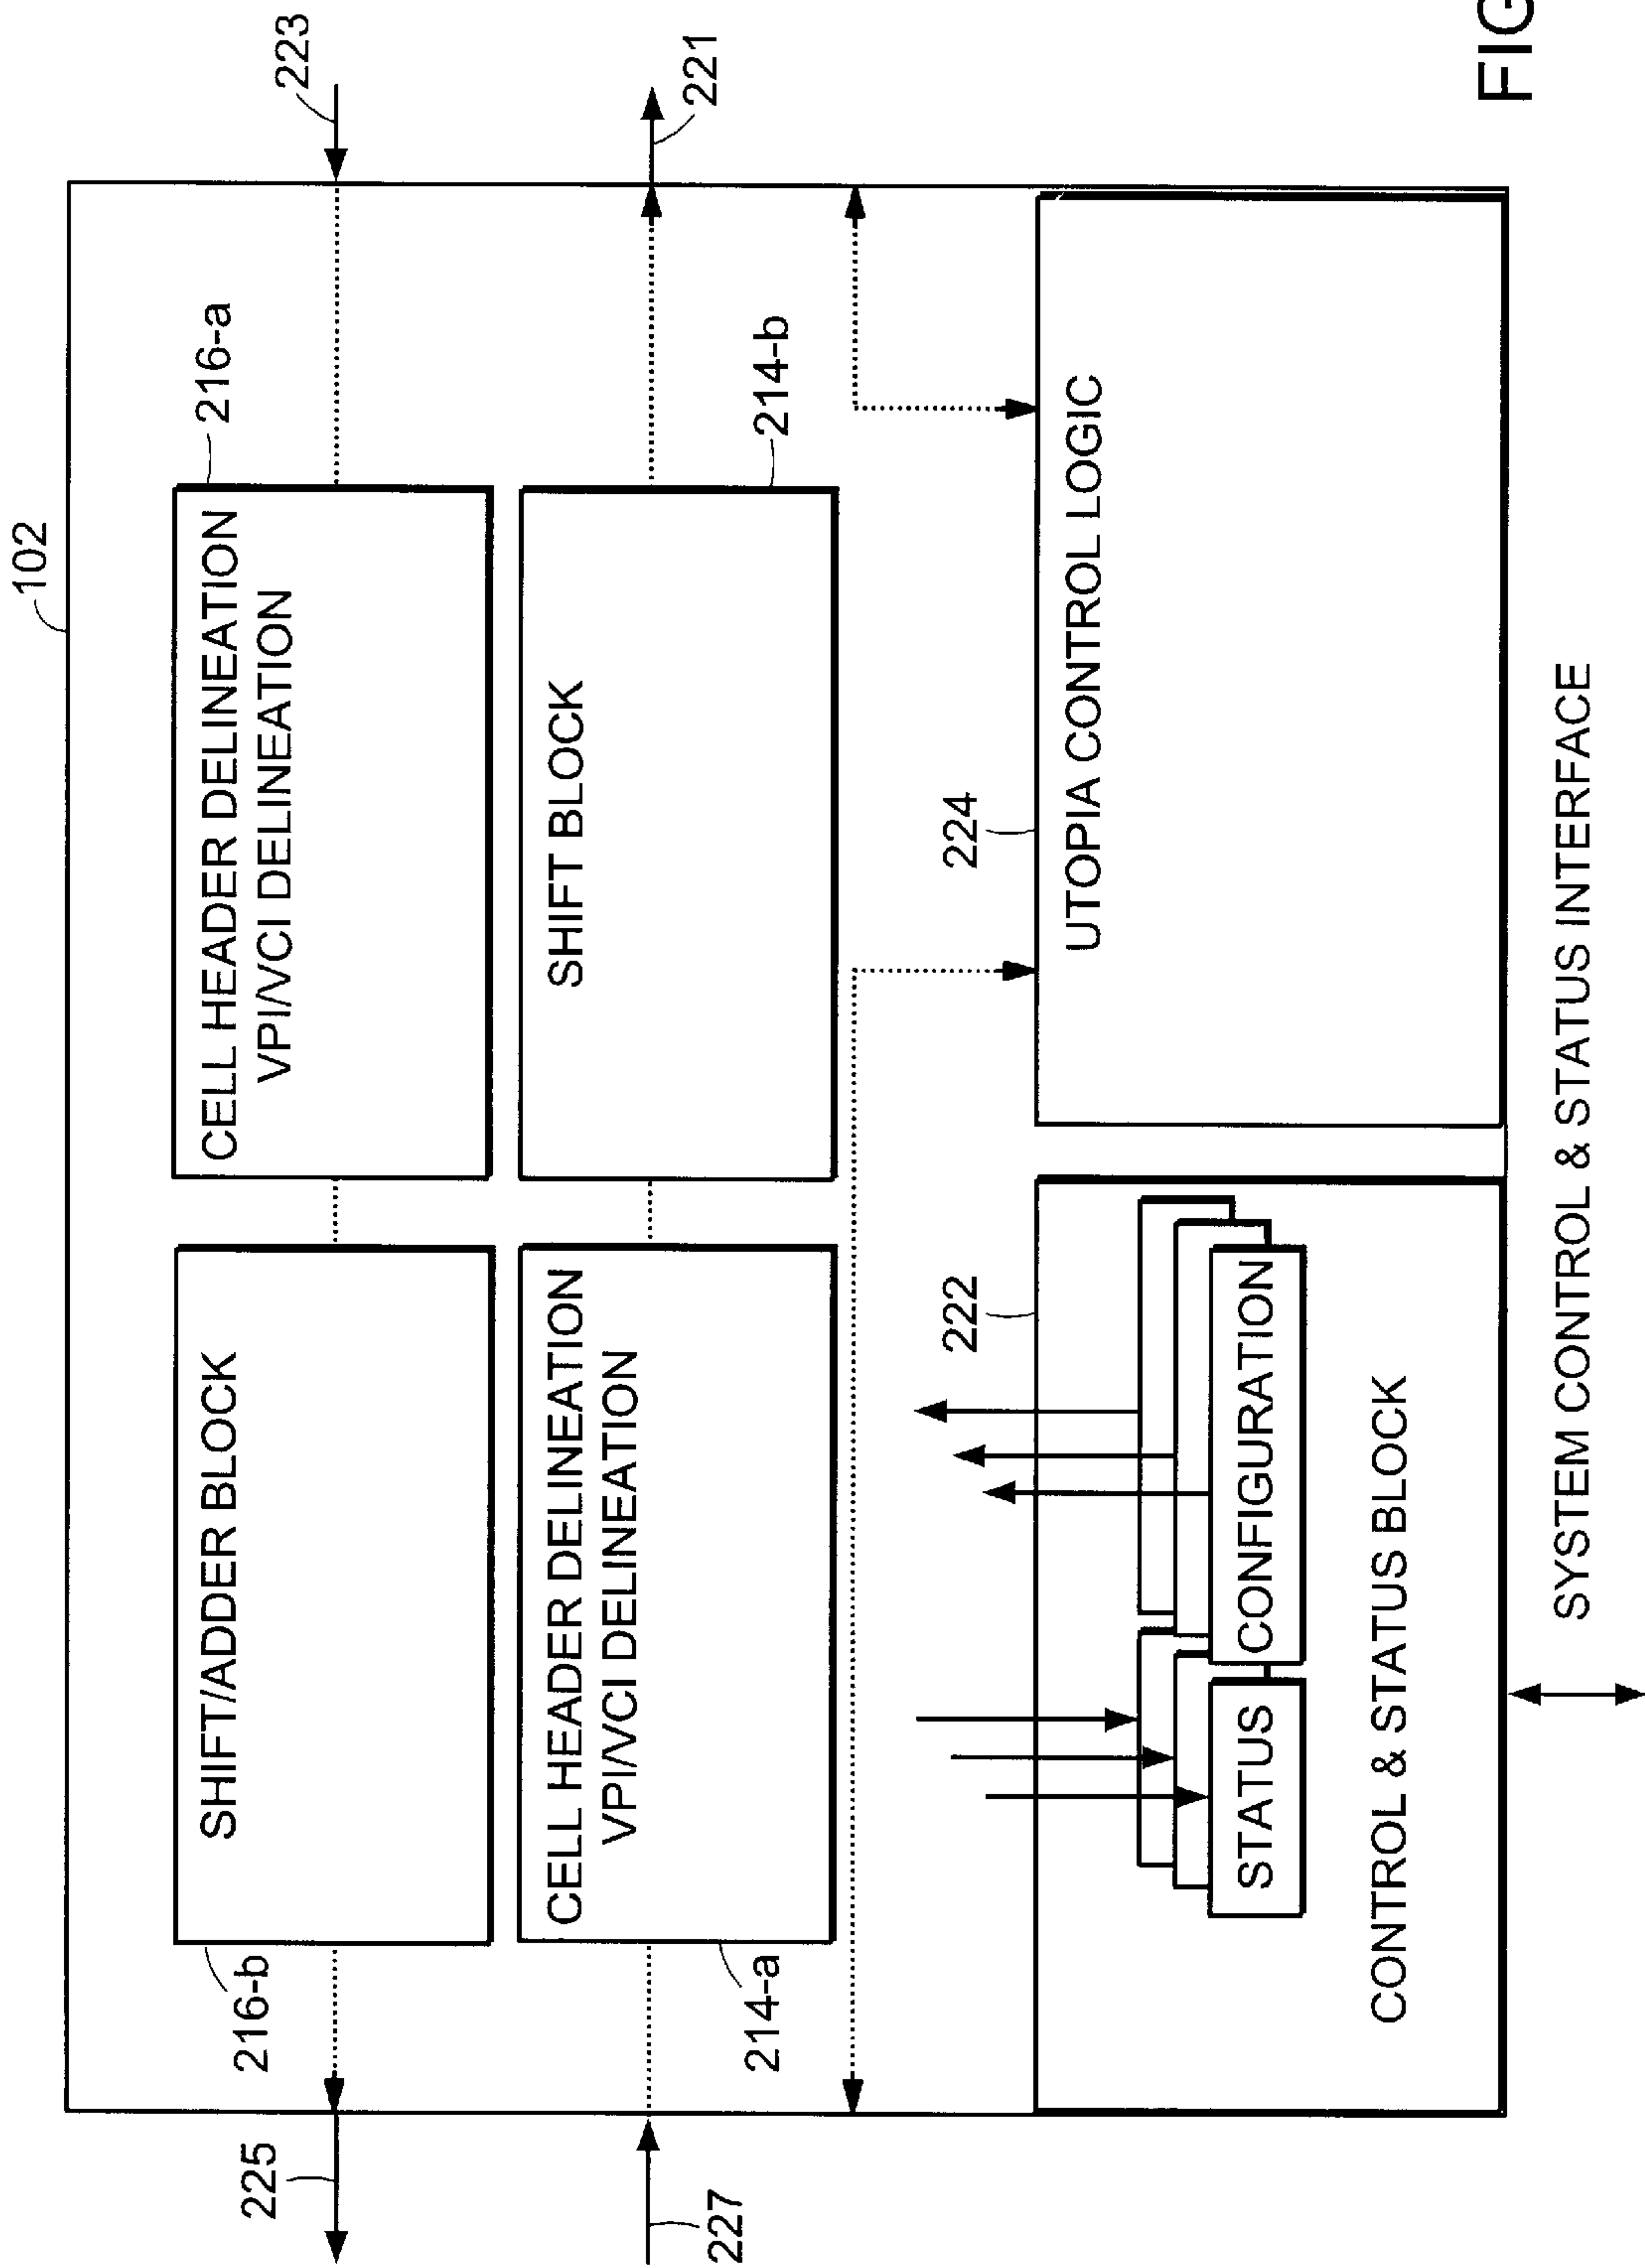 102
223
225
216-b
SHIFT/ADDER BLOCK
CELL HEADER DELINEATION
VPI/VCI DELINEATION
216-a
221
227
214-a
CELL HEADER DELINEATION
VPI/VCI DELINEATION
SHIFT BLOCK
214-b
222
224
STATUS
CONFIGURATION
CONTROL & STATUS BLOCK
UTOPIA CONTROL LOGIC
SYSTEM CONTROL & STATUS INTERFACE
FIG